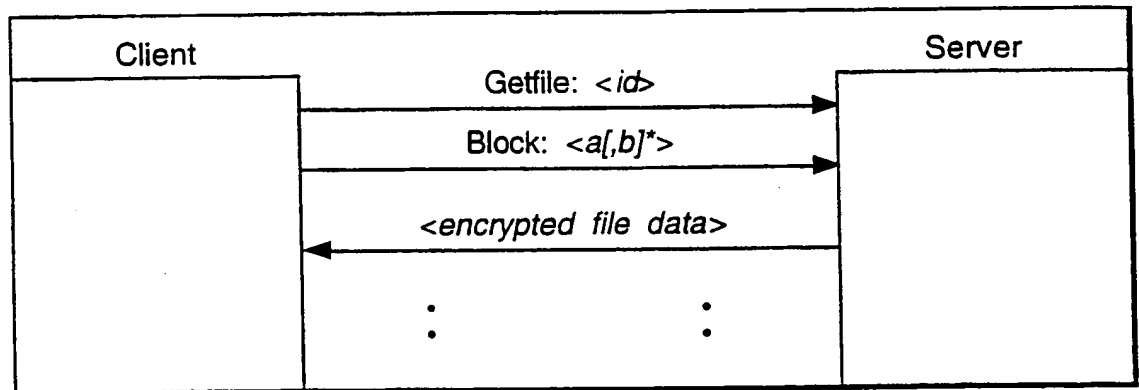 Client
Server
Getfile: <id>
Block: <a[,b]*>
<encrypted file data>